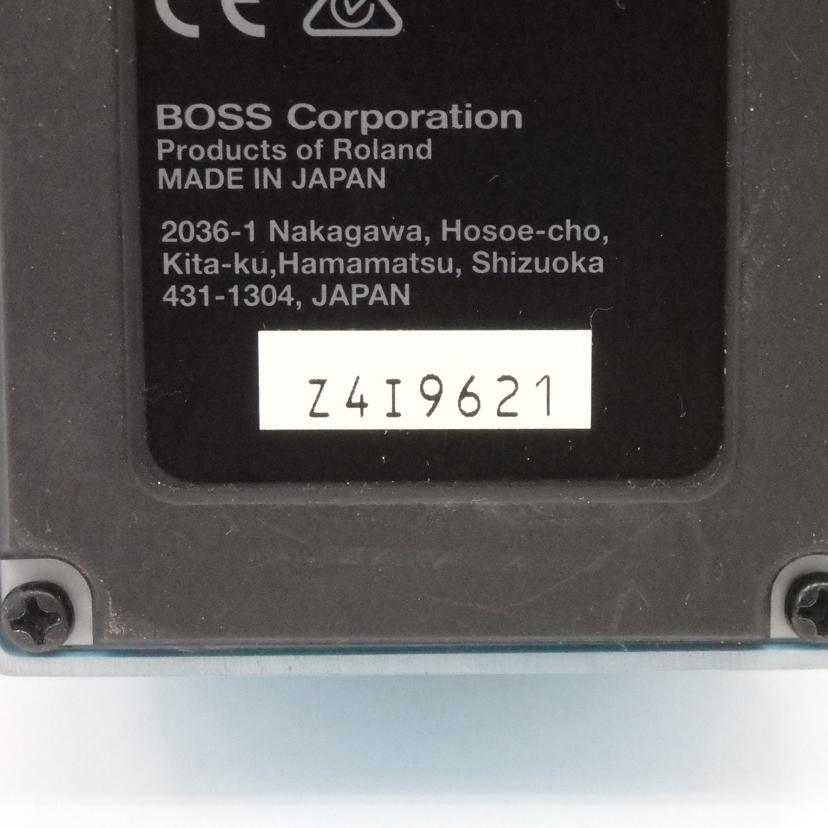 CE
BOSS Corporation
Products of Roland
MADE IN JAPAN
2036-1 Nakagawa, Hosoe-cho,
Kita-ku,Hamamatsu, Shizuoka
431-1304, JAPAN
Z4I9621